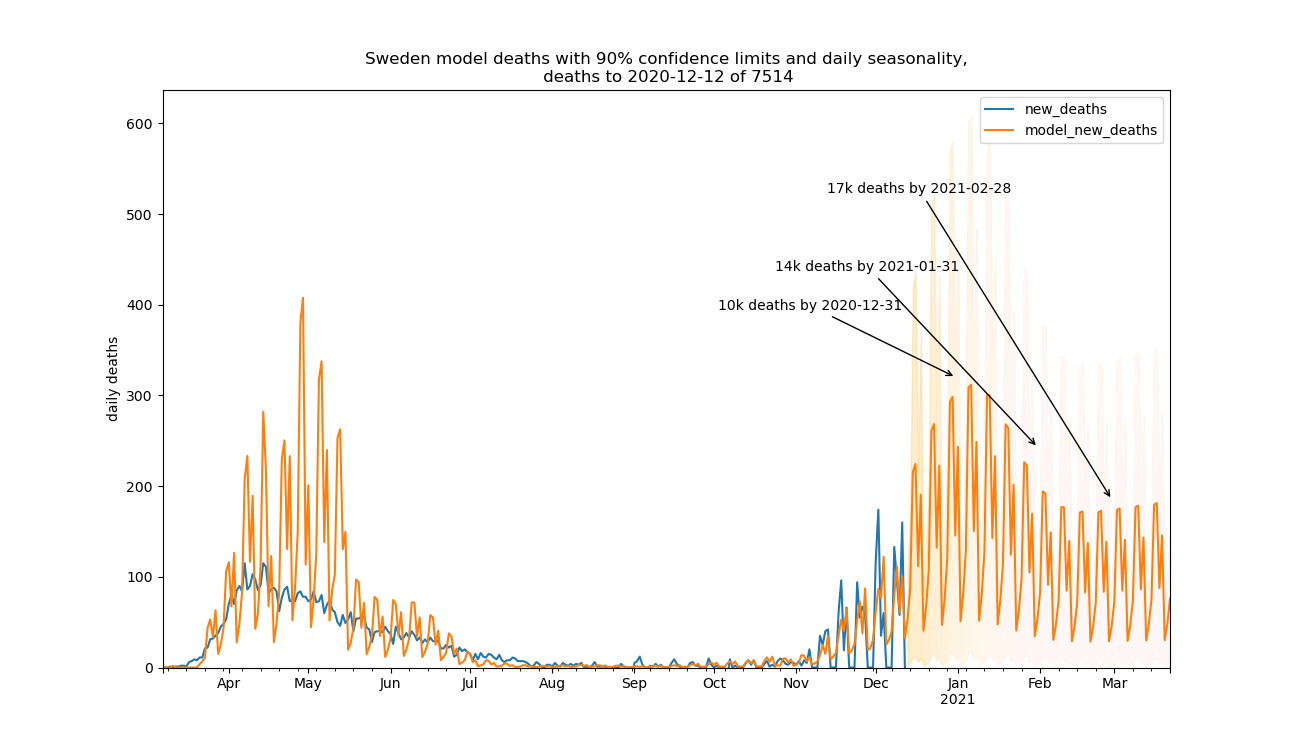 Sweden model deaths with 90% confidence limits and daily seasonality,
deaths to 2020-12-12 of 7514
new_deaths
model_new_deaths
17k deaths by 2021-02-28
14k deaths by 2021-01-31
10k deaths by 2020-12-31
daily deaths
600
500
400
300
200
100
0
Apr May Jun Jul Aug Sep Oct Nov Dec Jan Feb Mar
2021